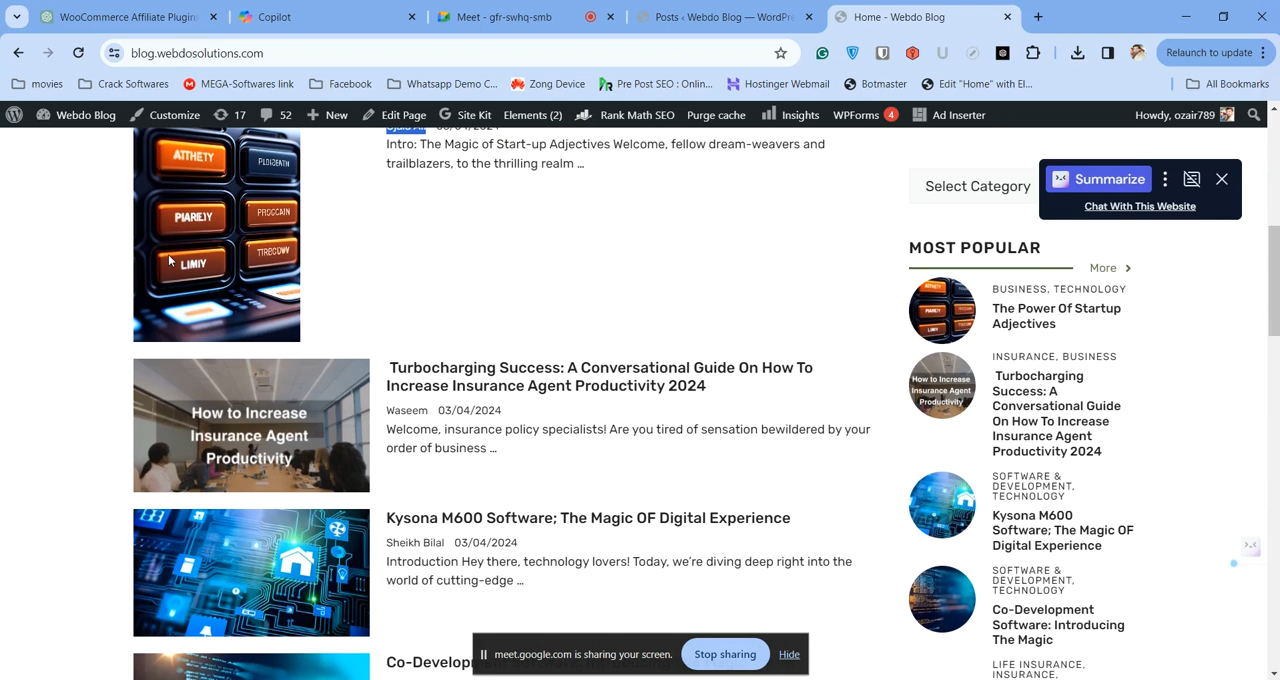 WooCommerce Affiliate Plugin
Copilot
Meet - gfr-swhq-smb
Posts ‹ Webdo Blog — WordPre
Home - Webdo Blog
blog.webdosolutions.com
Relaunch to update
movies
Crack Softwares
MEGA-Softwares link
Facebook
Whatsapp Demo C...
Zong Device
Pre Post SEO : Onlin...
Hostinger Webmail
Botmaster
Edit "Home" with El...
All Bookmarks
Webdo Blog
Customize
17
52
New
Edit Page
Site Kit
Elements (2)
Rank Math SEO
Purge cache
Insights
WPForms 4
Ad Inserter
Howdy, ozair789
Intro: The Magic of Start-up Adjectives Welcome, fellow dream-weavers and
trailblazers, to the thrilling realm ...
ATTHETY
PIARIEJY
LIMIY
Turbocharging Success: A Conversational Guide On How To
Increase Insurance Agent Productivity 2024
Waseem 03/04/2024
Welcome, insurance policy specialists! Are you tired of sensation bewildered by your
order of business ...
How to Increase
Insurance Agent
Productivity
Kysona M600 Software; The Magic OF Digital Experience
Sheikh Bilal 03/04/2024
Introduction Hey there, technology lovers! Today, we're diving deep right into the
world of cutting-edge ...
Co-Develop
Select Category
Summarize
Chat With This Website
MOST POPULAR
More
BUSINESS, TECHNOLOGY
The Power Of Startup
Adjectives
INSURANCE, BUSINESS
Turbocharging
Success: A
Conversational Guide
On How To Increase
Insurance Agent
Productivity 2024
How to Increase
Insurance Agent
Productivity
SOFTWARE &
DEVELOPMENT,
TECHNOLOGY
Kysona M600
Software; The Magic OF
Digital Experience
SOFTWARE &
DEVELOPMENT,
TECHNOLOGY
Co-Development
Software: Introducing
The Magic
LIFE INSURANCE,
INSURANCE,
meet.google.com is sharing your screen.
Stop sharing
Hide